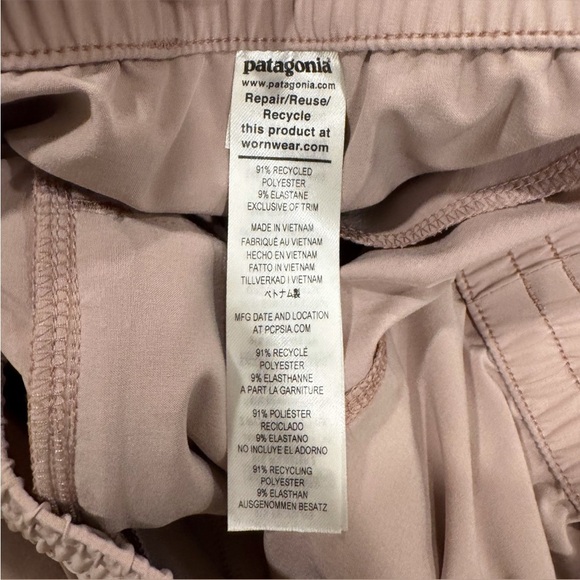 patagonia
www.patagonia.com
Repair/Reuse/
Recycle
this product at
wornwear.com
91% RECYCLED
POLYESTER
9% ELASTANE
EXCLUSIVE OF TRIM
MADE IN VIETNAM
FABRIQUÉ AU VIETNAM
HECHO EN VIETNAM
FATTO IN VIETNAM
TILLVERKAD I VIETNAM
ベトナム製
MFG DATE AND LOCATION
AT PCPSIA.COM
91% RECYCLÉ
POLYESTER
9% ELASTHANNE
A PART LA GARNITURE
91% POLIÉSTER
RECICLADO
9% ELASTANO
NO INCLUYE EL ADORNO
91% RECYCLING
POLYESTER
9% ELASTHAN
AUSGENOMMEN BESATZ